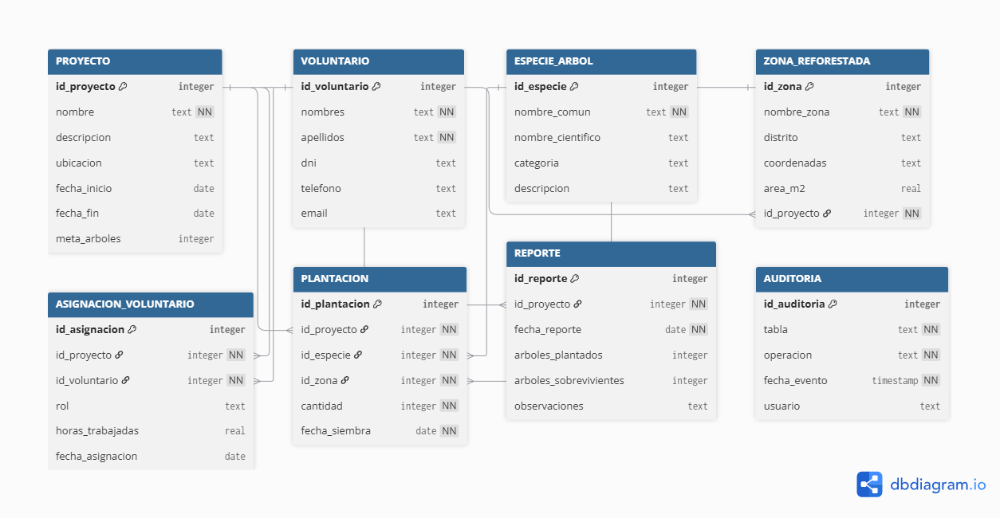 PROYECTO
id_proyecto integer
nombre text NN
descripcion text
ubicacion text
fecha_inicio date
fecha_fin date
meta_arboles integer
VOLUNTARIO
id_voluntario integer
nombres text NN
apellidos text NN
dni text
telefono text
email text
ESPECIE_ARBOL
id_especie integer
nombre_comun text NN
nombre_cientifico text
categoria text
descripcion text
ZONA_REFORESTADA
id_zona integer
nombre_zona text NN
distrito text
coordenadas text
area_m2 real
id_proyecto integer NN
ASIGNACION_VOLUNTARIO
id_asignacion integer
id_proyecto integer NN
id_voluntario integer NN
rol text
horas_trabajadas real
fecha_asignacion date
PLANTACION
id_plantacion integer
id_proyecto integer NN
id_especie integer NN
id_zona integer NN
cantidad integer NN
fecha_siembra date NN
REPORTE
id_reporte integer
id_proyecto integer NN
fecha_reporte date NN
arboles_plantados integer
arboles_sobrevivientes integer
observaciones text
AUDITORIA
id_auditoria integer
tabla text NN
operacion text NN
fecha_evento timestamp NN
usuario text
dbdiagram.io